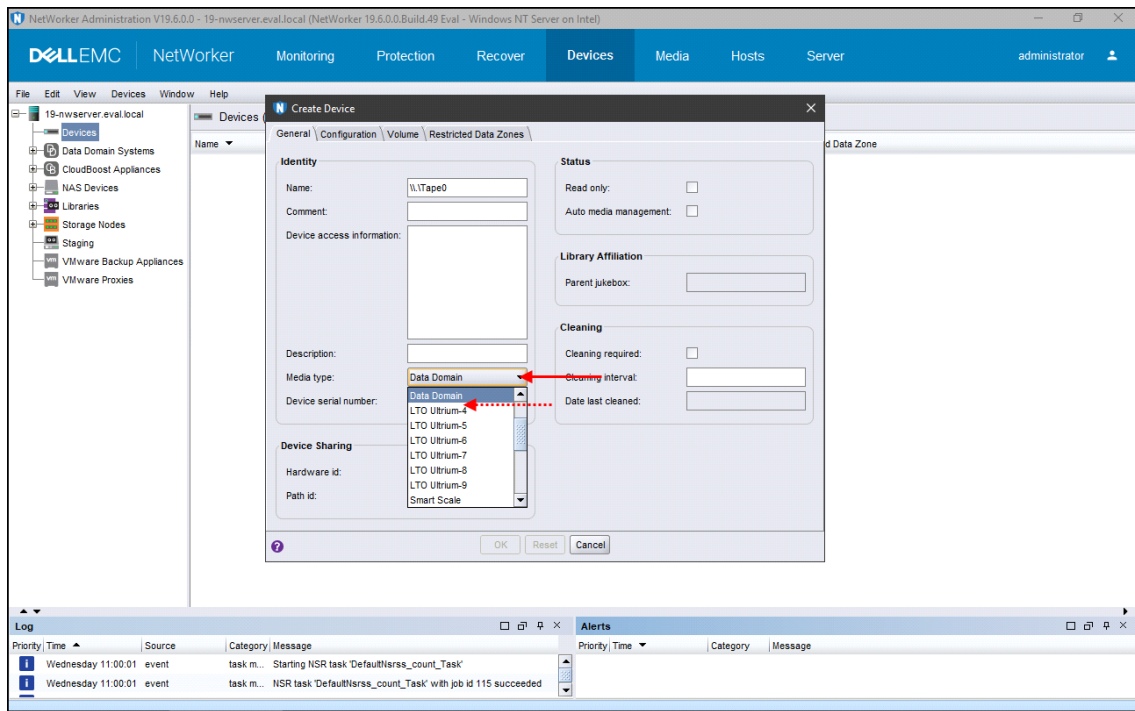 NetWorker Administration V19.6.0.0 - 19-nwserver.eval.local (NetWorker 19.6.0.0.Build.49 Eval - Windows NT Server on Intel)
DELLEMC NetWorker Monitoring Protection Recover Devices Media Hosts Server administrator
File Edit View Devices Window Help
19-nwserver.eval.local
Devices
Data Domain Systems
CloudBoost Appliances
NAS Devices
Libraries
Storage Nodes
Staging
VMware Backup Appliances
VMware Proxies
Devices (
Name
d Data Zone
Create Device
General Configuration Volume Restricted Data Zones
Identity
Name: \\.\Tape0
Comment:
Device access information:
Description:
Media type: Data Domain
Device serial number:
Data Domain
LTO Ultrium-4
LTO Ultrium-5
LTO Ultrium-6
LTO Ultrium-7
LTO Ultrium-8
LTO Ultrium-9
Smart Scale
Device Sharing
Hardware id:
Path id:
Status
Read only:
Auto media management:
Library Affiliation
Parent jukebox:
Cleaning
Cleaning required:
Cleaning interval:
Date last cleaned:
OK Reset Cancel
Log
Priority Time Source Category Message
Wednesday 11:00:01 event task m... Starting NSR task 'DefaultNsrss_count_Task'
Wednesday 11:00:01 event task m... NSR task 'DefaultNsrss_count_Task' with job id 115 succeeded
Alerts
Priority Time Category Message